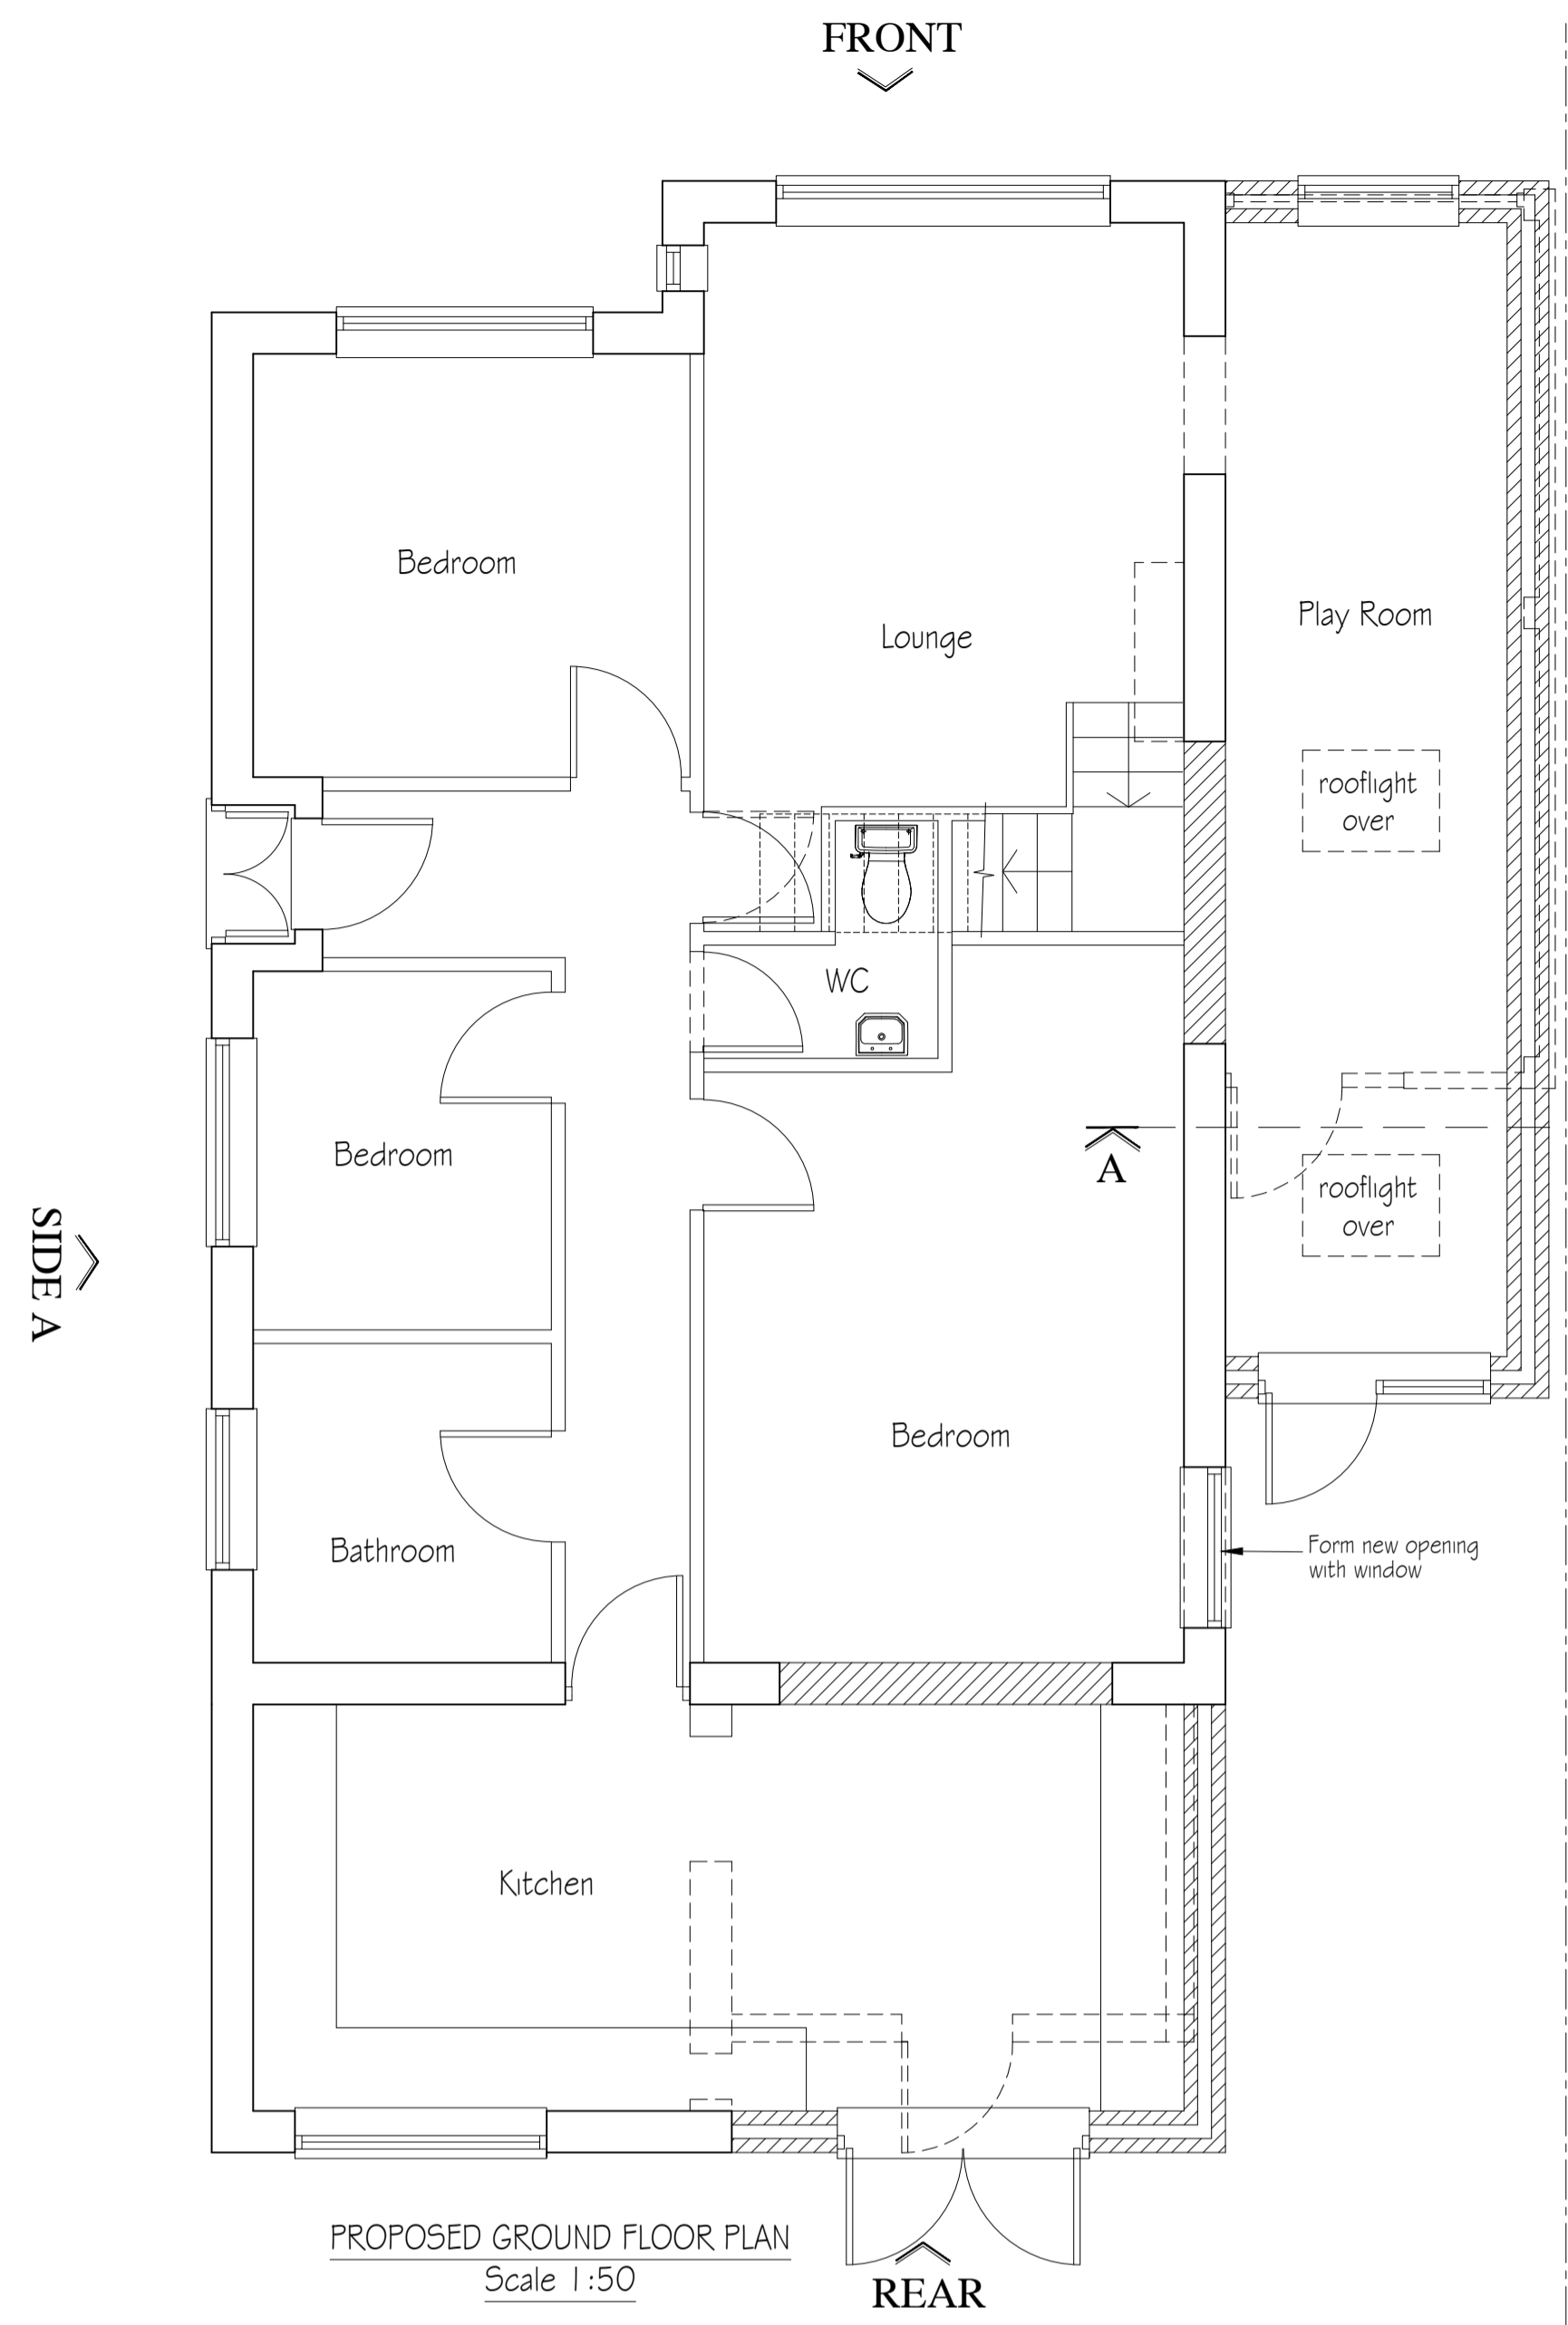 FRONT
Bedroom
Lounge
Play Room
rooflight
over
WC
Bedroom
A
rooflight
over
SIDE A
Bedroom
Bathroom
Form new opening
with window
Kitchen
PROPOSED GROUND FLOOR PLAN
Scale 1:50
REAR